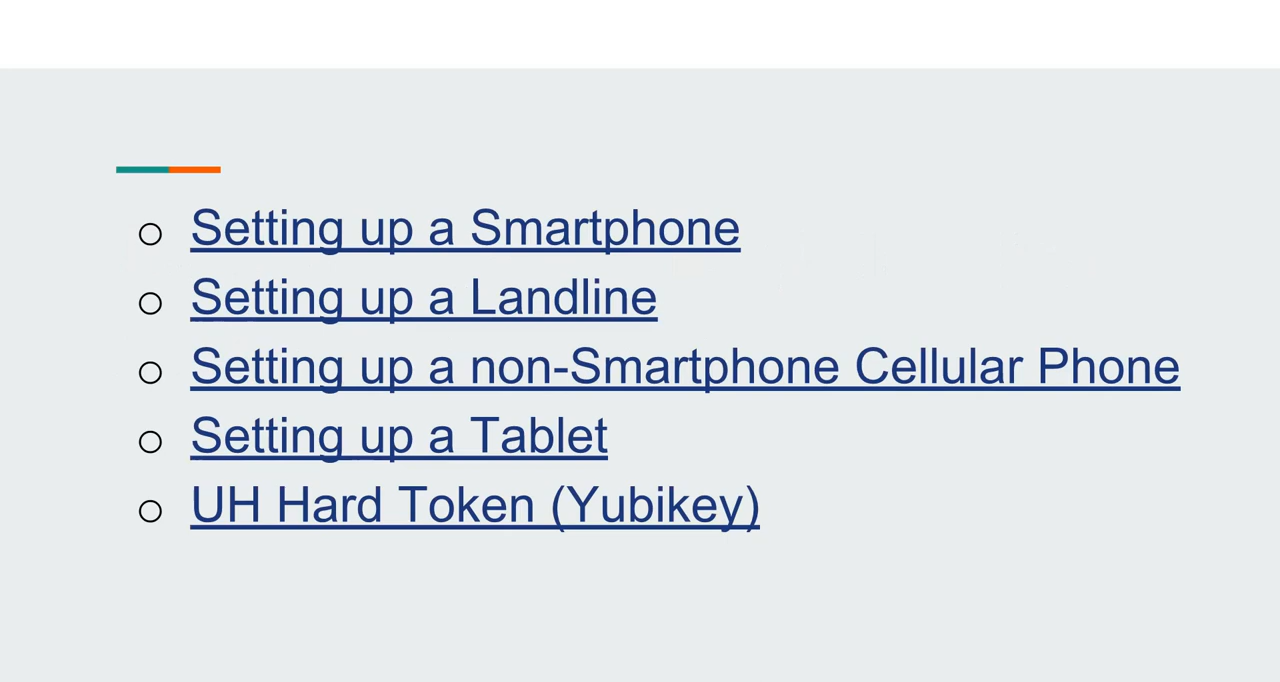 Setting up a Smartphone
Setting up a Landline
Setting up a non-Smartphone Cellular Phone
Setting up a Tablet
UH Hard Token (Yubikey)